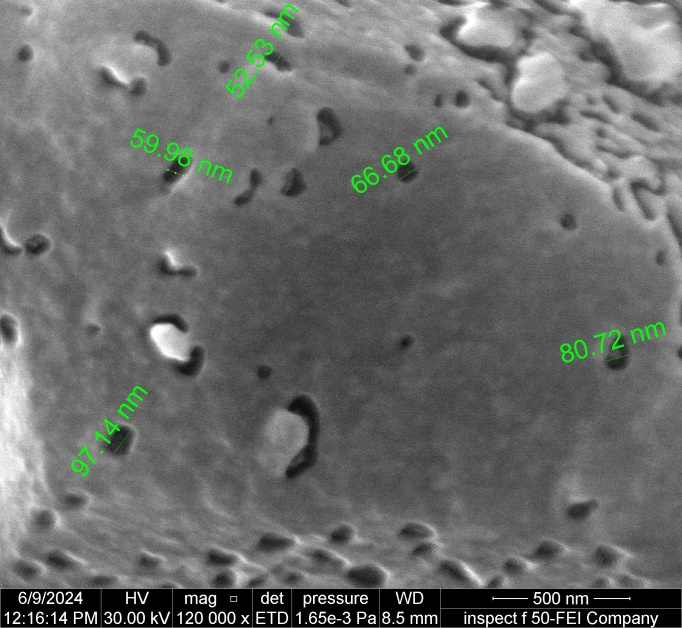 52.53 nm
59.98 nm
66.68 nm
80.72 nm
97.14 nm
6/9/2024 HV mag det pressure WD 500 nm
12:16:14 PM 30.00 kV 120 000 x ETD 1.65e-3 Pa 8.5 mm inspect f 50-FEI Company